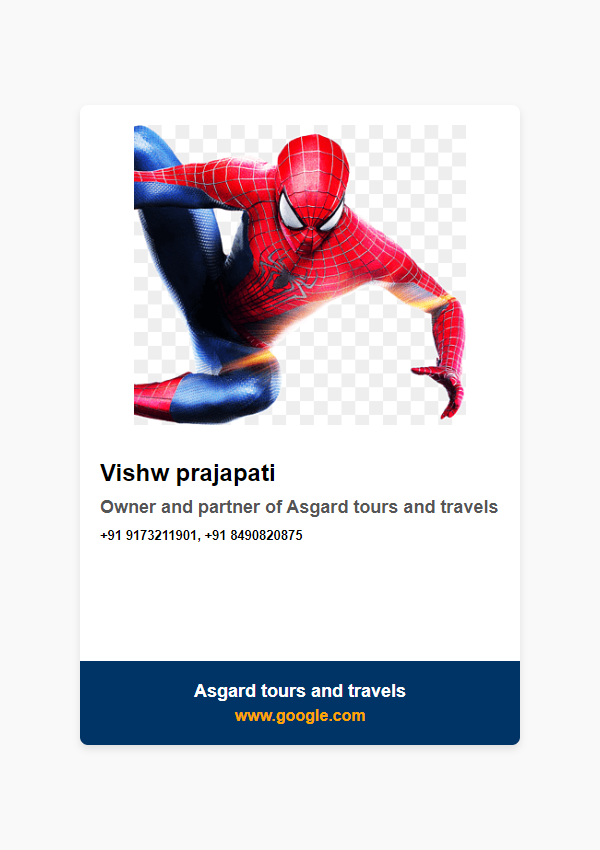 Vishw prajapati
Owner and partner of Asgard tours and travels
+91 9173211901, +91 8490820875
Asgard tours and travels
www.google.com